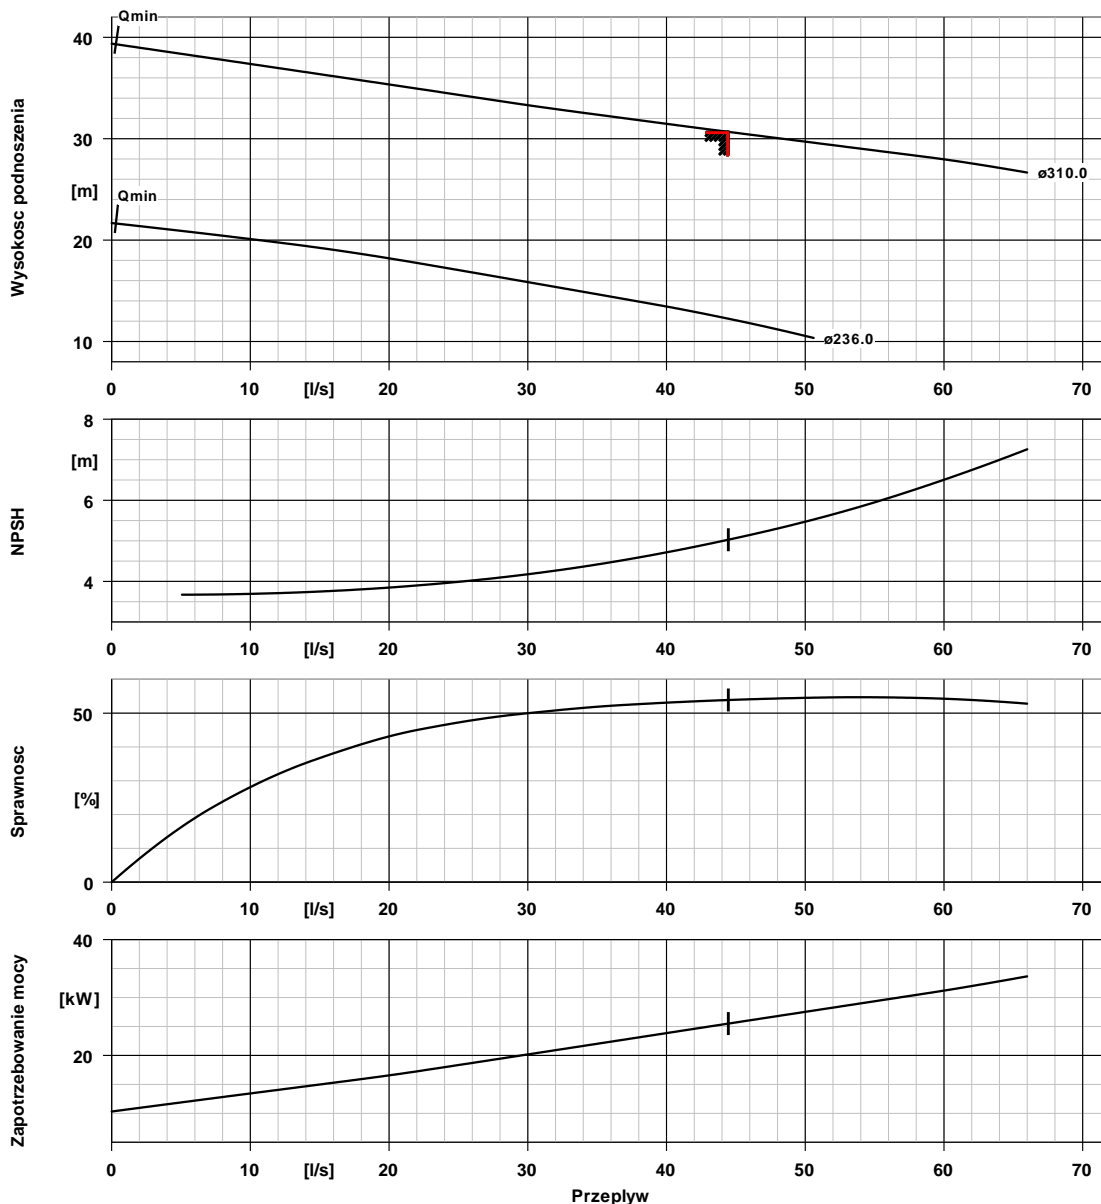 Qmin
40
30
[m]
Qmin
20
10
ø310.0
ø236.0
Wysokosc podnoszenia
0 10 [l/s] 20 30 40 50 60 70
8
[m]
6
4
NPSH
0 10 [l/s] 20 30 40 50 60 70
50
[%]
0
Sprawnosc
0 10 [l/s] 20 30 40 50 60 70
40
[kW]
20
Zapotrzebowanie mocy
0 10 [l/s] 20 30 40 50 60 70
Przeplyw